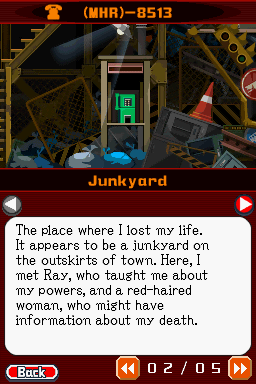 (MHR)-8513
Junkyard
The place where I lost my life.
It appears to be a junkyard on
the outskirts of town. Here, I
met Ray, who taught me about
my powers, and a red-haired
woman, who might have
information about my death.
Back
02/05